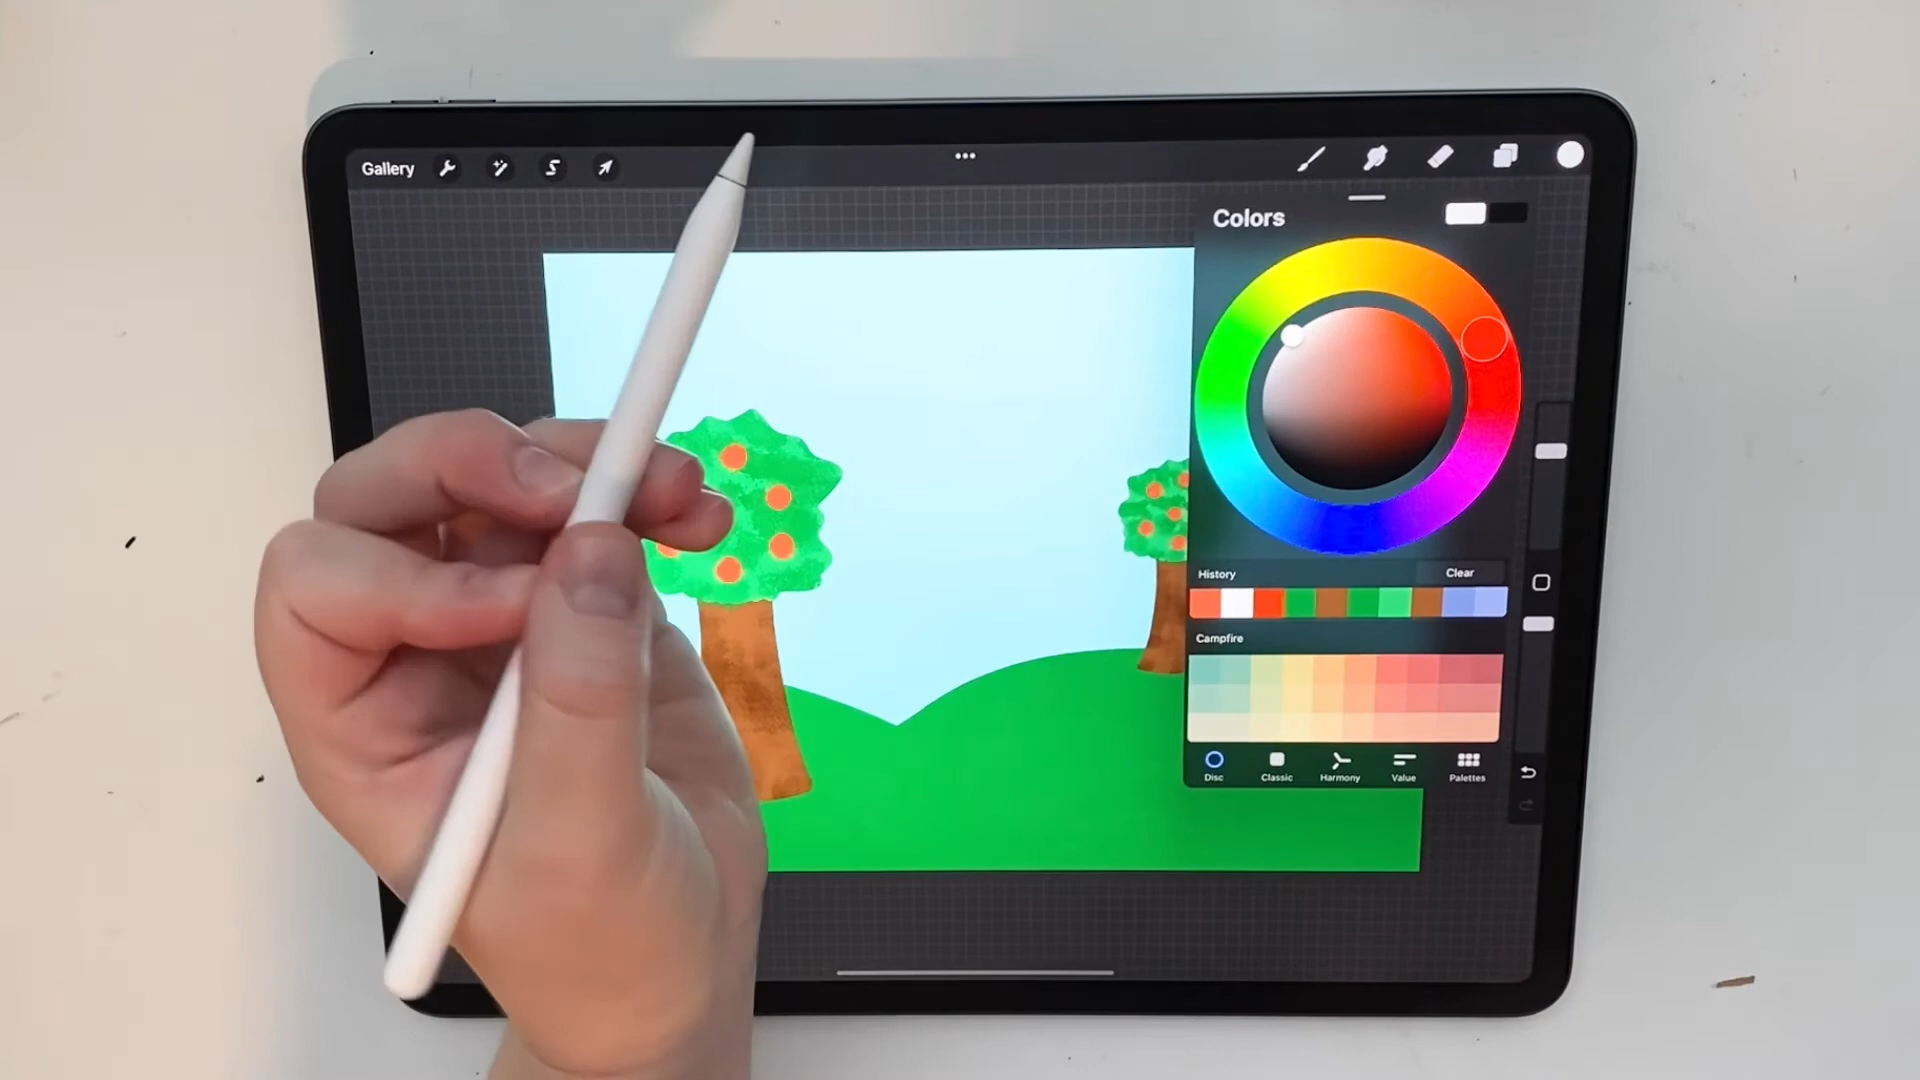 Gallery
Colors
History Clear
Campfire
Disc Classic Harmony Value Palettes